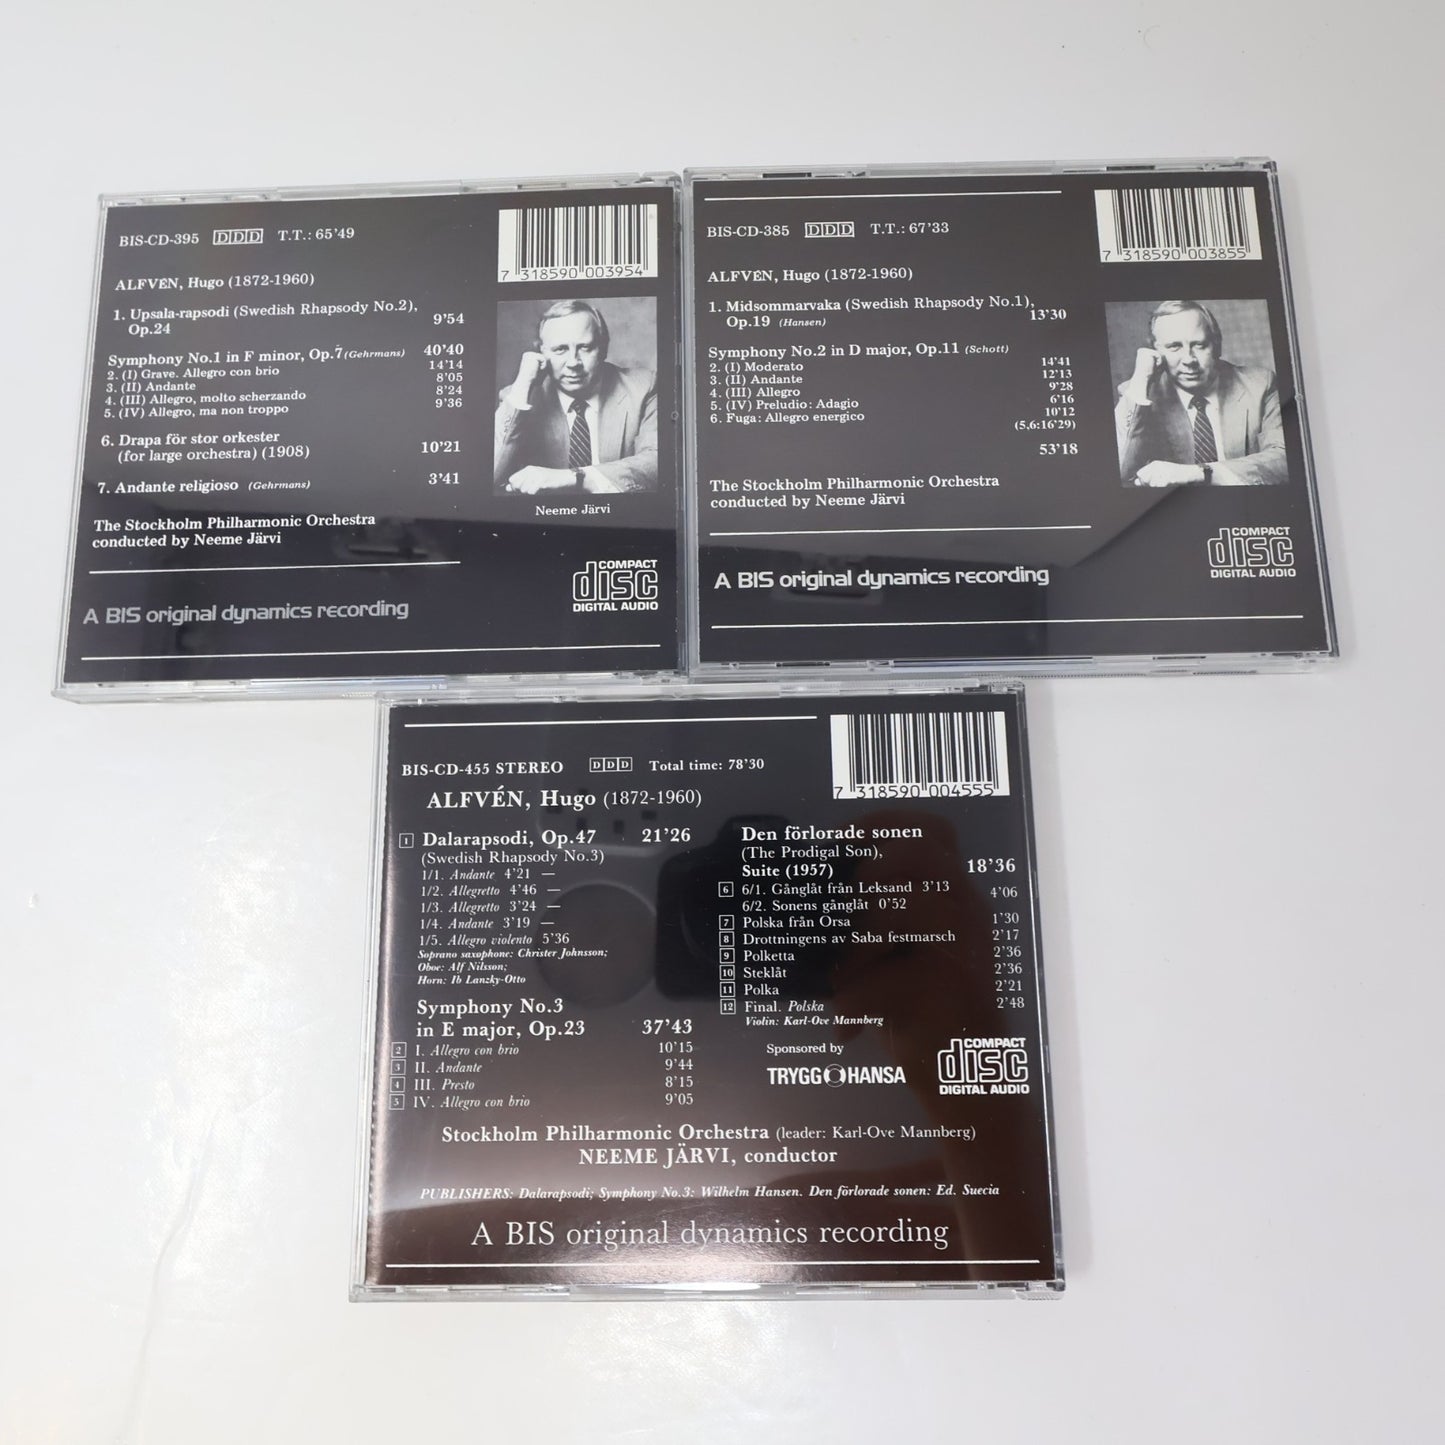 BIS-CD-395 DDD T.T.: 65'49
7 318590 003954
ALFVÉN, Hugo (1872-1960)
1. Upsala-rapsodi (Swedish Rhapsody No.2),
Op.24 9'54
Symphony No.1 in F minor, Op.7 (Gehrmans) 40'40
2. (I) Grave. Allegro con brio 14'14
3. (II) Andante 8'05
4. (III) Allegro, molto scherzando 8'24
5. (IV) Allegro, ma non troppo 9'36
6. Drapa för stor orkester
(for large orchestra) (1908) 10'21
7. Andante religioso (Gehrmans) 3'41
Neeme Järvi
The Stockholm Philharmonic Orchestra
conducted by Neeme Järvi
COMPACT
disc
DIGITAL AUDIO
A BIS original dynamics recording
BIS-CD-385 DDD T.T.: 67'33
7 318590 003855
ALFVÉN, Hugo (1872-1960)
1. Midsommarvaka (Swedish Rhapsody No.1),
Op.19 (Hansen) 13'30
Symphony No.2 in D major, Op.11 (Schott)
2. (I) Moderato 14'41
3. (II) Andante 12'13
4. (III) Allegro 9'28
5. (IV) Preludio: Adagio 6'16
6. Fuga: Allegro energico 10'12
(5,6:16'29)
53'18
The Stockholm Philharmonic Orchestra
conducted by Neeme Järvi
COMPACT
disc
DIGITAL AUDIO
A BIS original dynamics recording
BIS-CD-455 STEREO DDD Total time: 78'30
7 318590 004555
ALFVÉN, Hugo (1872-1960)
1 Dalarapsodi, Op.47 21'26
(Swedish Rhapsody No.3)
1/1. Andante 4'21 —
1/2. Allegretto 4'46 —
1/3. Allegretto 3'24 —
1/4. Andante 3'19 —
1/5. Allegro violento 5'36
Soprano saxophone: Christer Johnsson;
Oboe: Alf Nilsson;
Horn: Ib Lanzky-Otto
Symphony No.3
in E major, Op.23 37'43
2 I. Allegro con brio 10'15
3 II. Andante 9'44
4 III. Presto 8'15
5 IV. Allegro con brio 9'05
Den förlorade sonen
(The Prodigal Son),
Suite (1957) 18'36
6 6/1. Gånglåt från Leksand 3'13 4'06
6/2. Sonens gånglåt 0'52
7 Polska från Orsa 1'30
8 Drottningens av Saba festmarsch 2'17
9 Polketta 2'36
10 Steklåt 2'36
11 Polka 2'21
12 Final. Polska 2'48
Violin: Karl-Ove Mannberg
Sponsored by
TRYGG HANSA
COMPACT
disc
DIGITAL AUDIO
Stockholm Philharmonic Orchestra (leader: Karl-Ove Mannberg)
NEEME JÄRVI, conductor
PUBLISHERS: Dalarapsodi; Symphony No.3: Wilhelm Hansen. Den förlorade sonen: Ed. Suecia
A BIS original dynamics recording